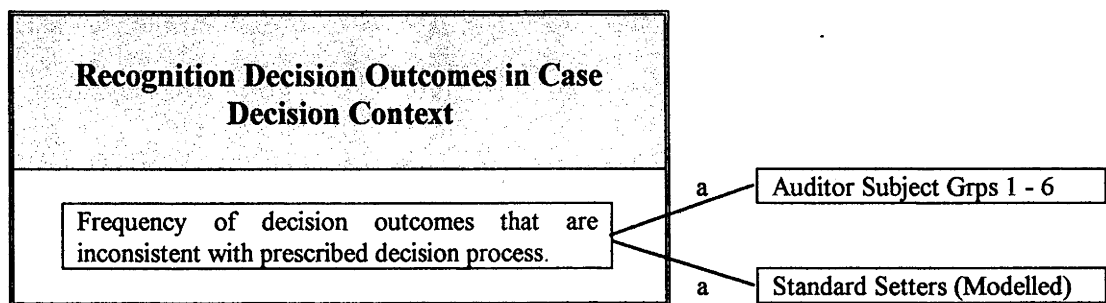 Recognition Decision Outcomes in Case
Decision Context
a
Auditor Subject Grps 1 - 6
Frequency of decision outcomes that are
inconsistent with prescribed decision process.
a
Standard Setters (Modelled)